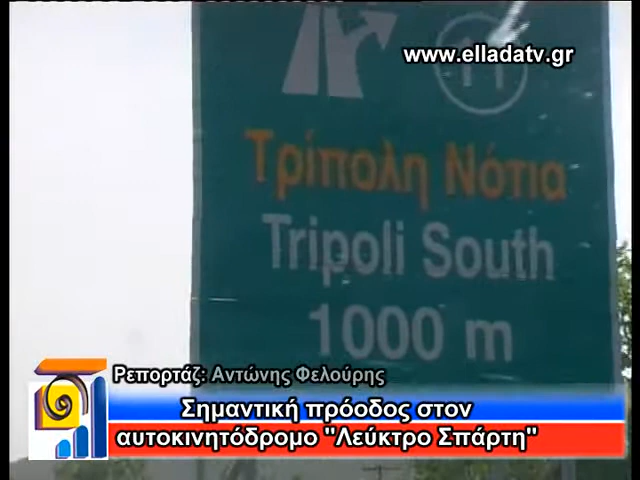 www.elladatv.gr
11
Τρίπολη Νότια
Tripoli South
1000 m
Ρεπορτάζ: Αντώνης Φελούρης
Σημαντική πρόοδος στον
αυτοκινητόδρομο "Λεύκτρο Σπάρτη"